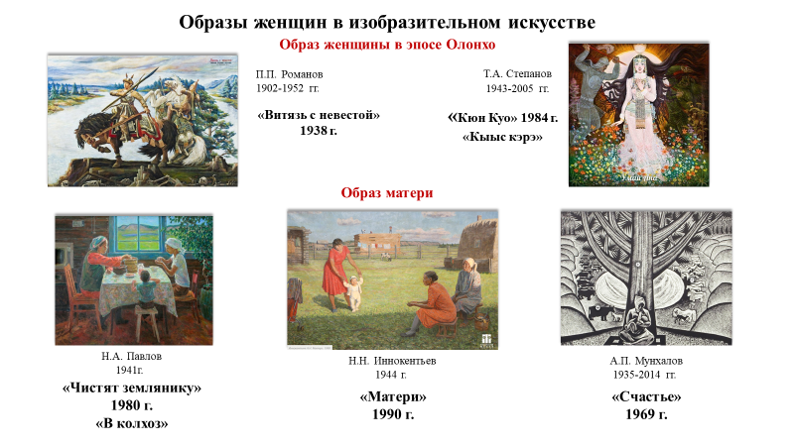 Образы женщин в изобразительном искусстве
Образ женщины в эпосе Олонхо
П.П. Романов
1902-1952 гг.
«Витязь с невестой»
1938 г.
Т.А. Степанов
1943-2005 гг.
«Кюн Куо» 1984 г.
«Кыыс кэрэ»
Образ матери
Н.А. Павлов
1941г.
«Чистят землянику»
1980 г.
«В колхоз»
Н.Н. Иннокентьев
1944 г.
«Матери»
1990 г.
А.П. Мунхалов
1935-2014 гг.
«Счастье»
1969 г.